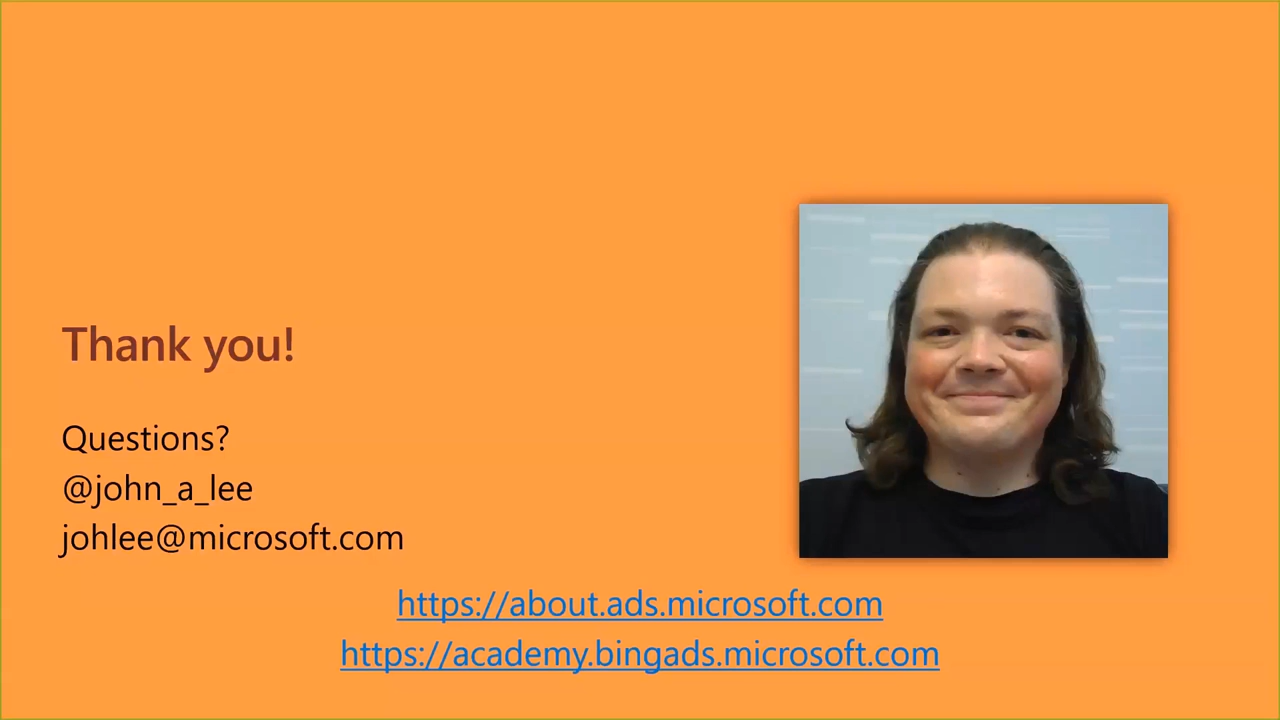 Thank you!
Questions?
@john_a_lee
johlee@microsoft.com
https://about.ads.microsoft.com
https://academy.bingads.microsoft.com